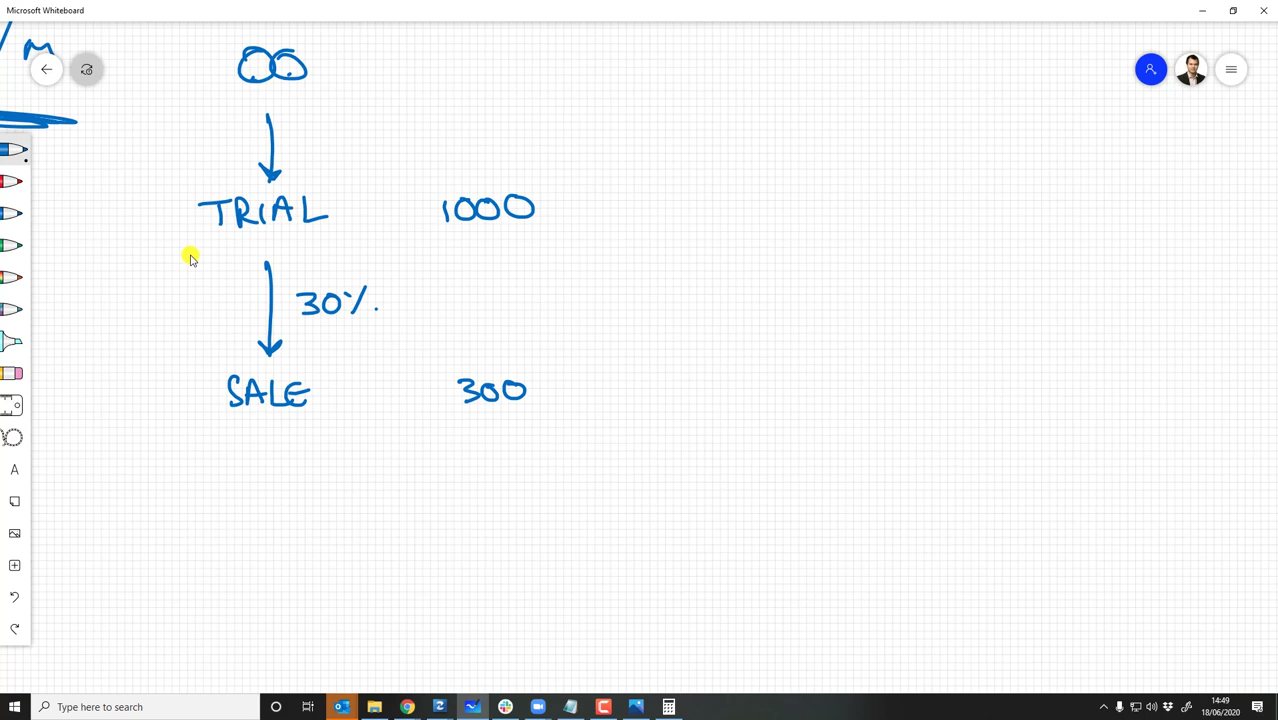 Microsoft Whiteboard
/m
TRIAL 1000
30%.
SALE 300
A
Type here to search
14:49
18/06/2020